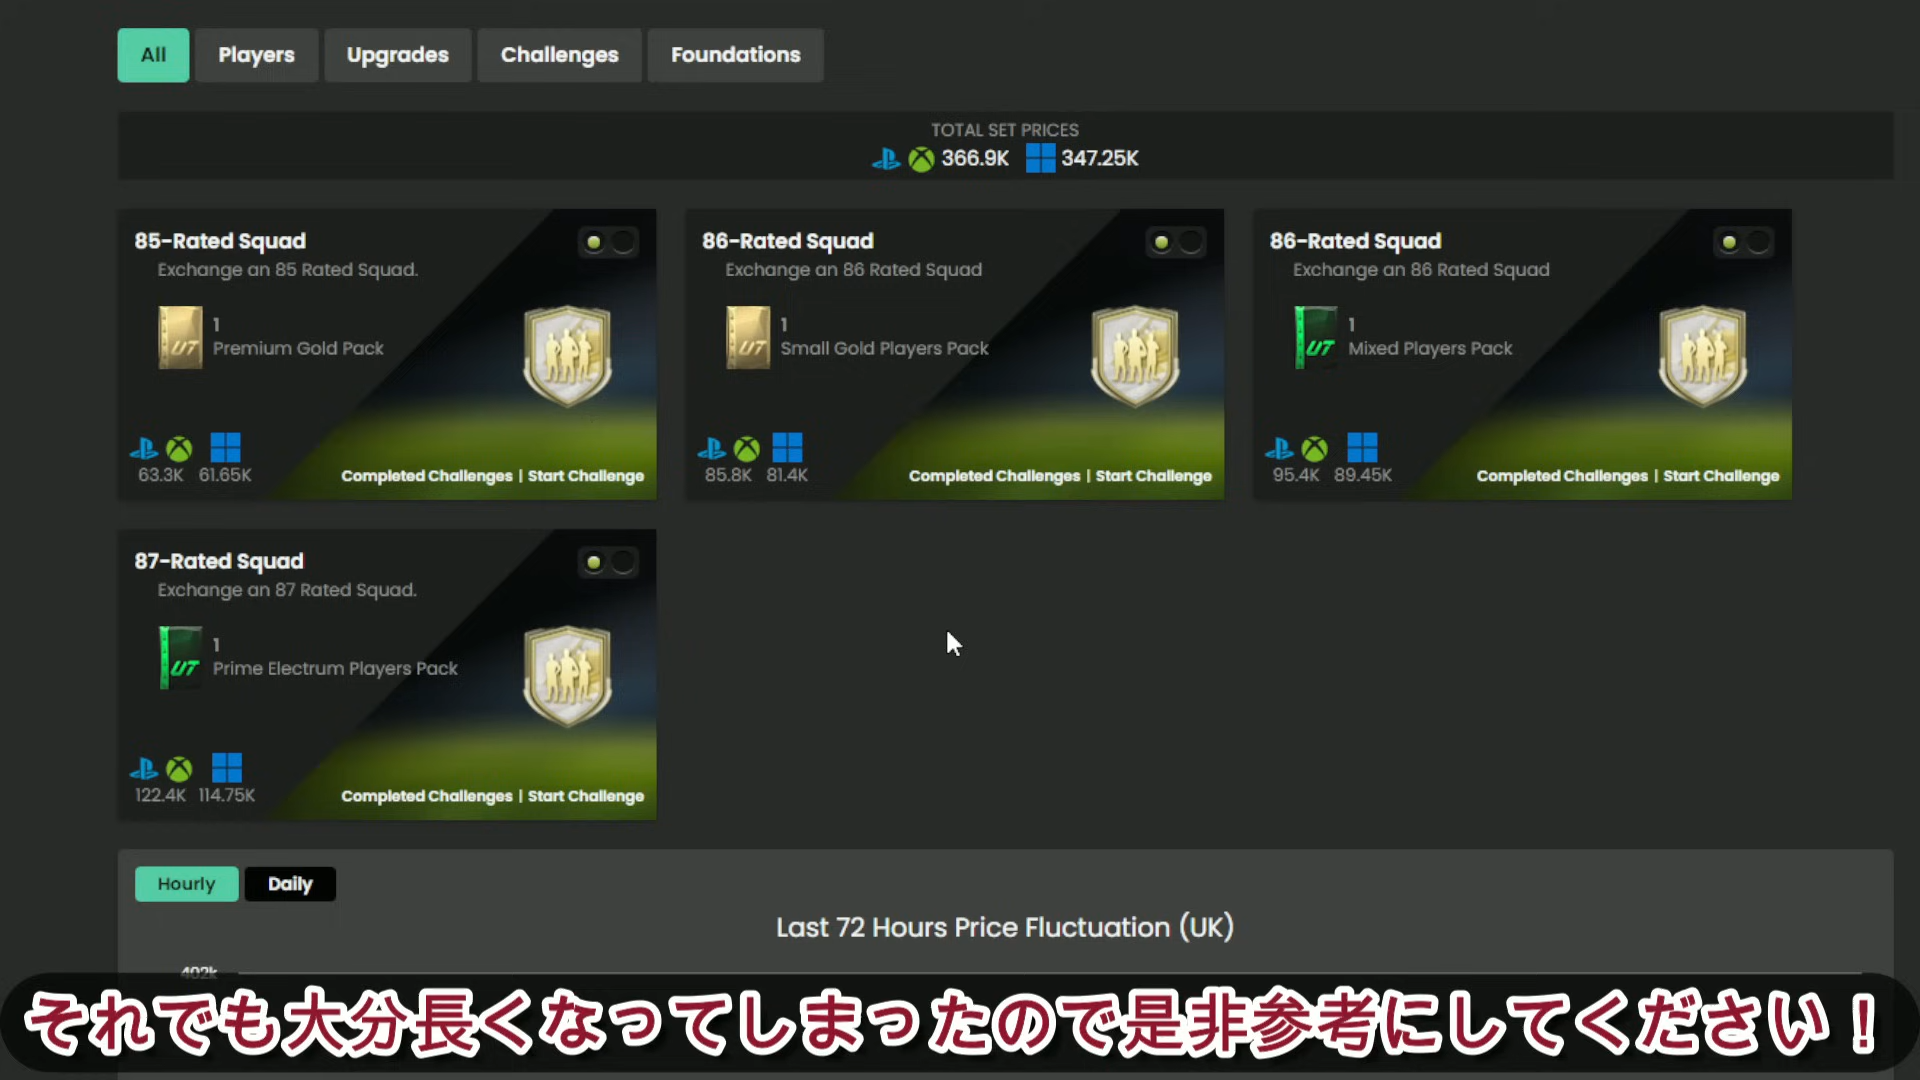 All
Players
Upgrades
Challenges
Foundations
TOTAL SET PRICES
366.9K 347.25K
85-Rated Squad
Exchange an 85 Rated Squad.
UT
1
Premium Gold Pack
63.3K 61.65K
Completed Challenges | Start Challenge
86-Rated Squad
Exchange an 86 Rated Squad
UT
1
Small Gold Players Pack
85.8K 81.4K
Completed Challenges | Start Challenge
86-Rated Squad
Exchange an 86 Rated Squad
UT
1
Mixed Players Pack
95.4K 89.45K
Completed Challenges | Start Challenge
87-Rated Squad
Exchange an 87 Rated Squad.
UT
1
Prime Electrum Players Pack
122.4K 114.75K
Completed Challenges | Start Challenge
Hourly
Daily
Last 72 Hours Price Fluctuation (UK)
402k
それでも大分長くなってしまったので是非参考にしてください！